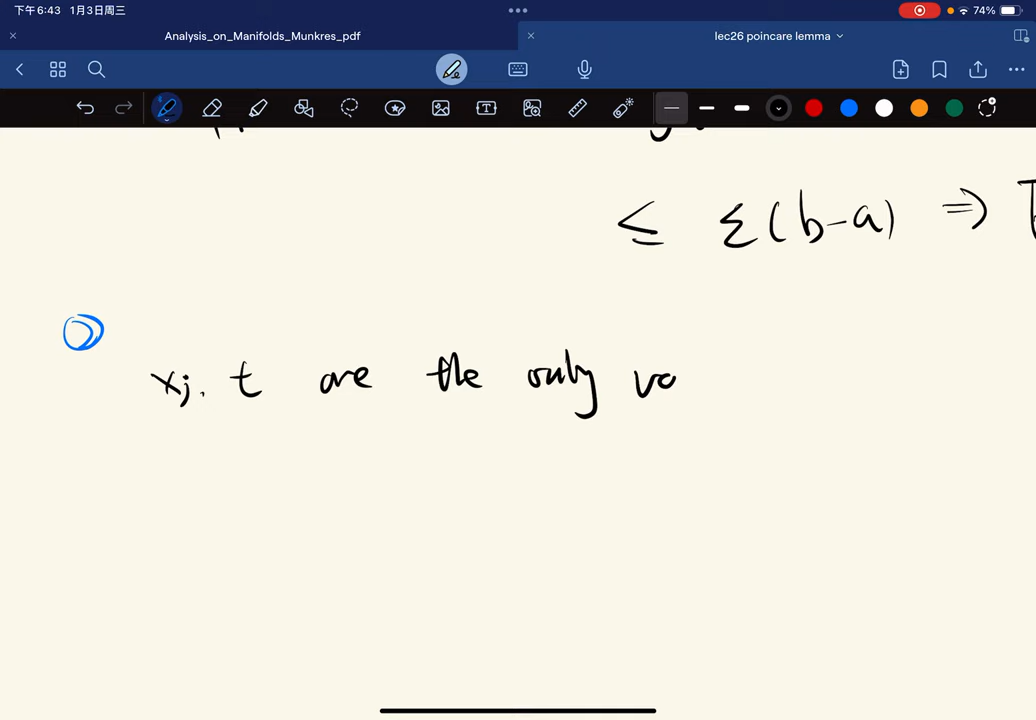 下午6:43 1月3日周三
74%
Analysis_on_Manifolds_Munkres_pdf
lec26 poincare lemma
≤ ε(b-a) ⇒
②
xj, t are the only va